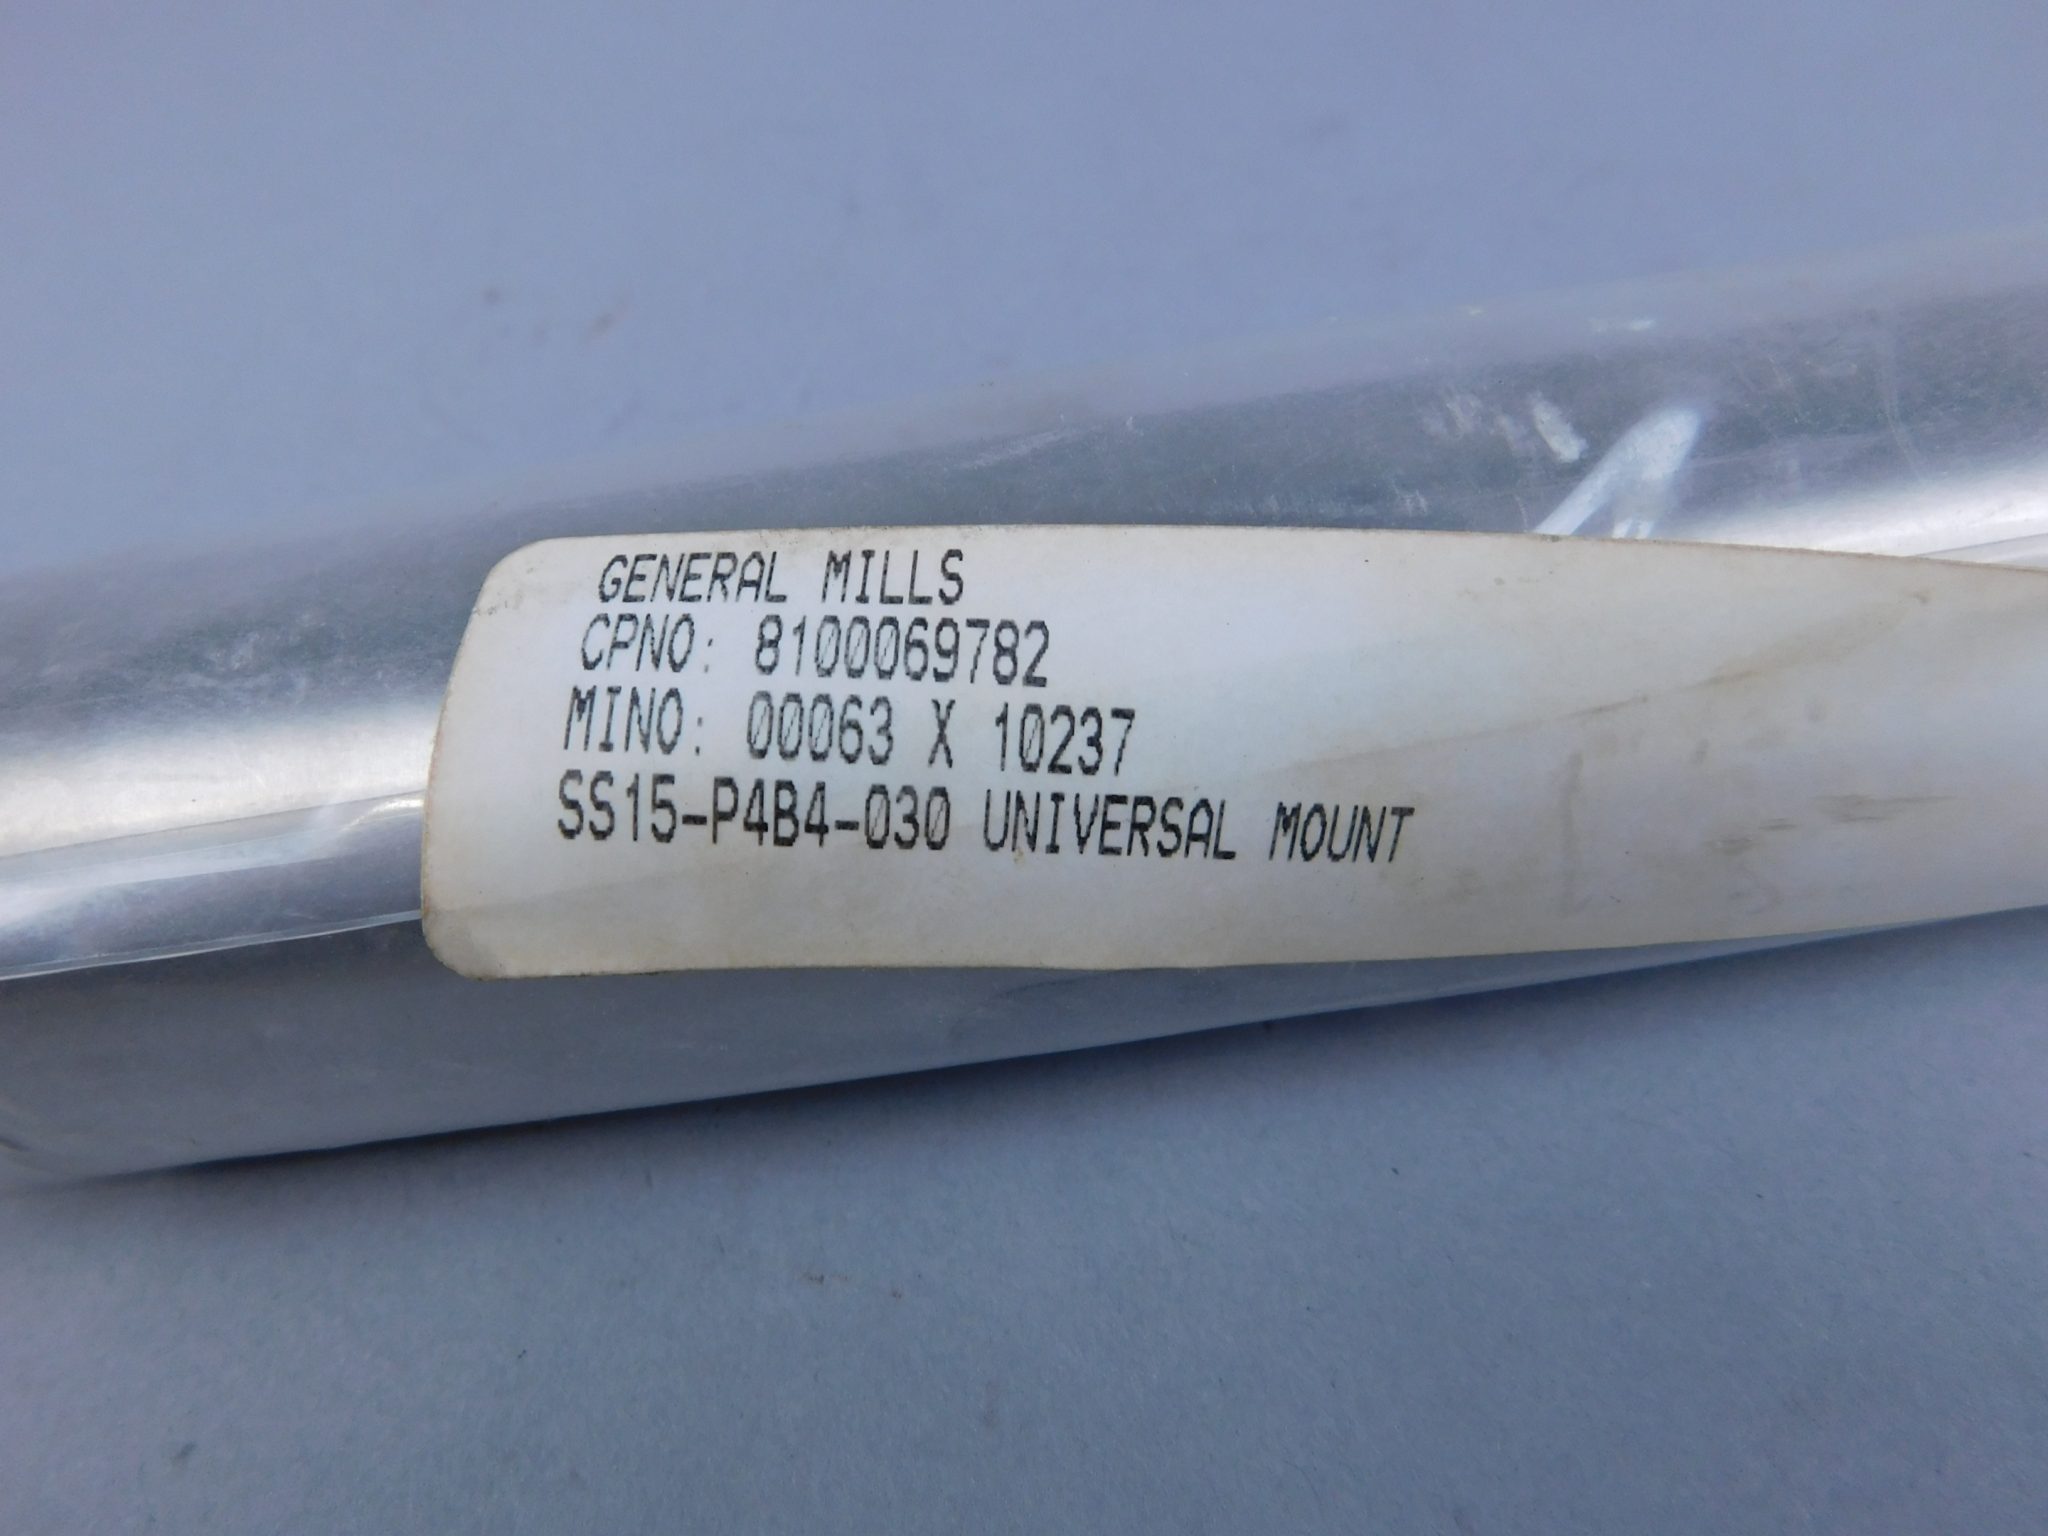 GENERAL MILLS
CPNO: 8100069782
MINO: 00063 X 10237
SS15-P4B4-030 UNIVERSAL MOUNT